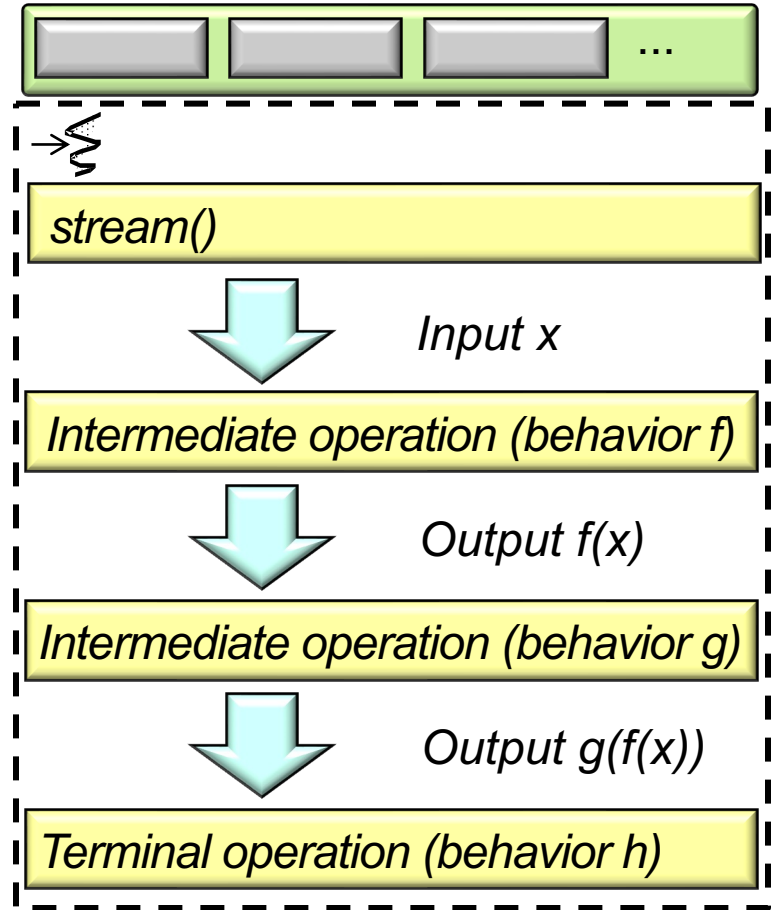 ...
stream()
Input x
Intermediate operation (behavior f)
Output f(x)
Intermediate operation (behavior g)
Output g(f(x))
Terminal operation (behavior h)